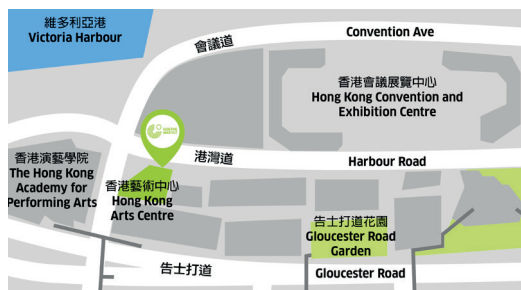 維多利亞港
Victoria Harbour
會議道
Convention Ave
香港會議展覽中心
Hong Kong Convention and
Exhibition Centre
GOETHE
INSTITUT
港灣道
Harbour Road
香港演藝學院
The Hong Kong
Academy for
Performing Arts
香港藝術中心
Hong Kong
Arts Centre
告士打道花園
Gloucester Road
Garden
告士打道
Gloucester Road